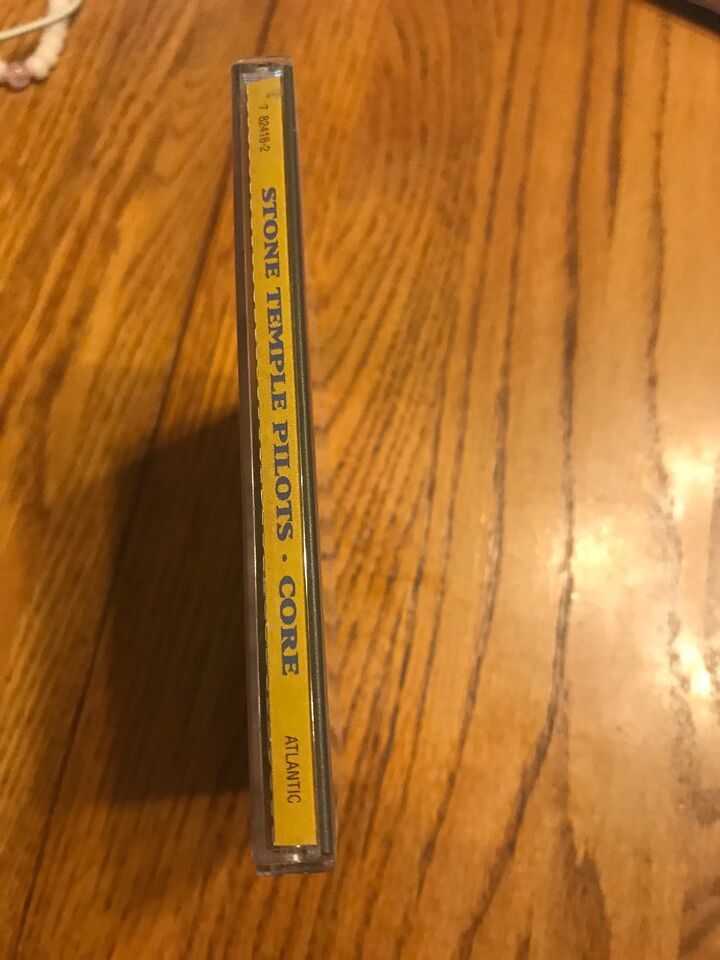 7 82418-2
STONE TEMPLE PILOTS · CORE
ATLANTIC